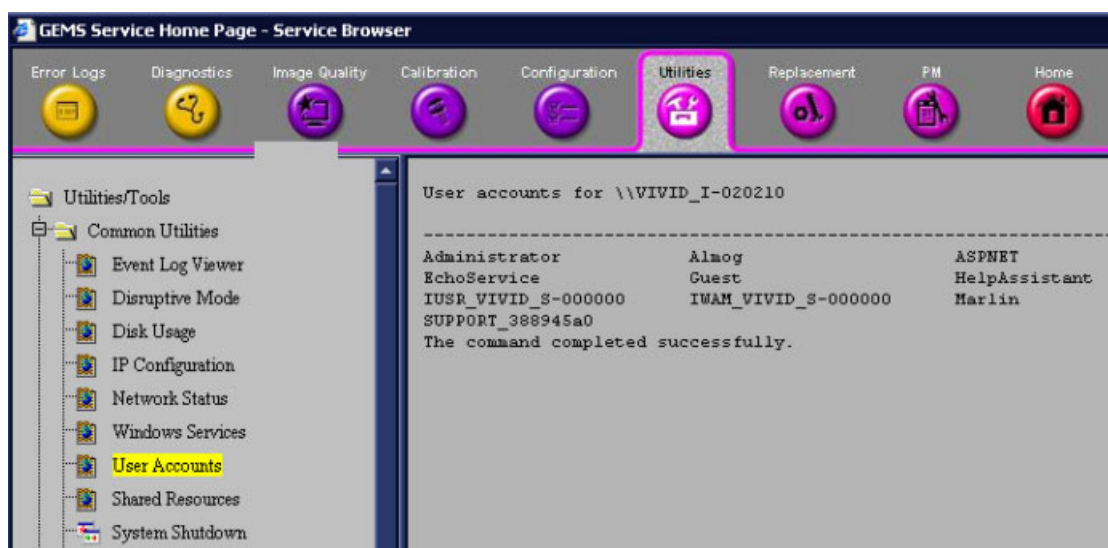 GEMS Service Home Page - Service Browser
Error Logs Diagnostics Image Quality Calibration Configuration Utilities Replacement PM Home
Utilities/Tools
Common Utilities
Event Log Viewer
Disruptive Mode
Disk Usage
IP Configuration
Network Status
Windows Services
User Accounts
Shared Resources
System Shutdown
User accounts for \\VIVID_I-020210
-------------------------------------------------------------------------------
Administrator Almog ASPNET
EchoService Guest HelpAssistant
IUSR_VIVID_S-000000 IWAM_VIVID_S-000000 Marlin
SUPPORT_388945a0
The command completed successfully.